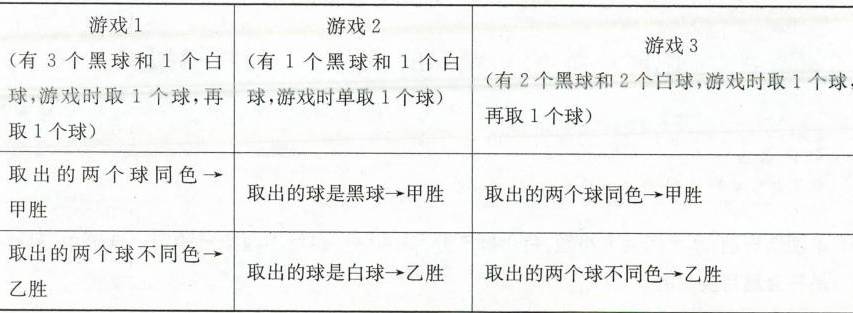 游戏1
（有 3 个黑球和 1 个白
球,游戏时取 1 个球,再
取 1 个球）
游戏2
（有 1 个黑球和 1 个白
球,游戏时单取 1 个球）
游戏3
（有 2 个黑球和 2 个白球,游戏时取 1 个球,
再取 1 个球）
取出的两个球同色→
甲胜
取出的球是黑球→甲胜
取出的两个球同色→甲胜
取出的两个球不同色→
乙胜
取出的球是白球→乙胜
取出的两个球不同色→乙胜